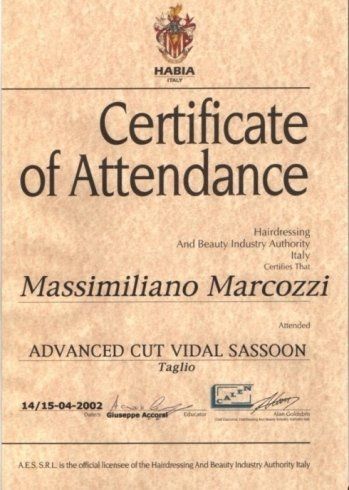 HABIA
ITALY
Certificate
of Attendance
Hairdressing
And Beauty Industry Authority
Italy
Certifies That
Massimiliano Marcozzi
Attended
ADVANCED CUT VIDAL SASSOON
Taglio
14/15-04-2002
Giuseppe Accorsi Educator
CALEN
Alan Goldsbro
A.E.S. S.R.L. is the official licensee of the Hairdressing And Beauty Industry Authority Italy